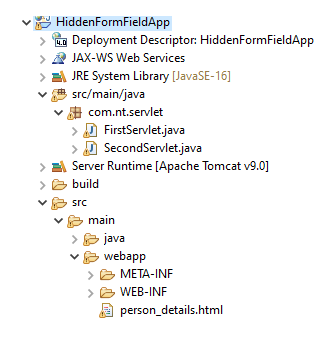 HiddenFormFieldApp
Deployment Descriptor: HiddenFormFieldApp
JAX-WS Web Services
JRE System Library [JavaSE-16]
src/main/java
com.nt.servlet
FirstServlet.java
SecondServlet.java
Server Runtime [Apache Tomcat v9.0]
build
src
main
java
webapp
META-INF
WEB-INF
person_details.html